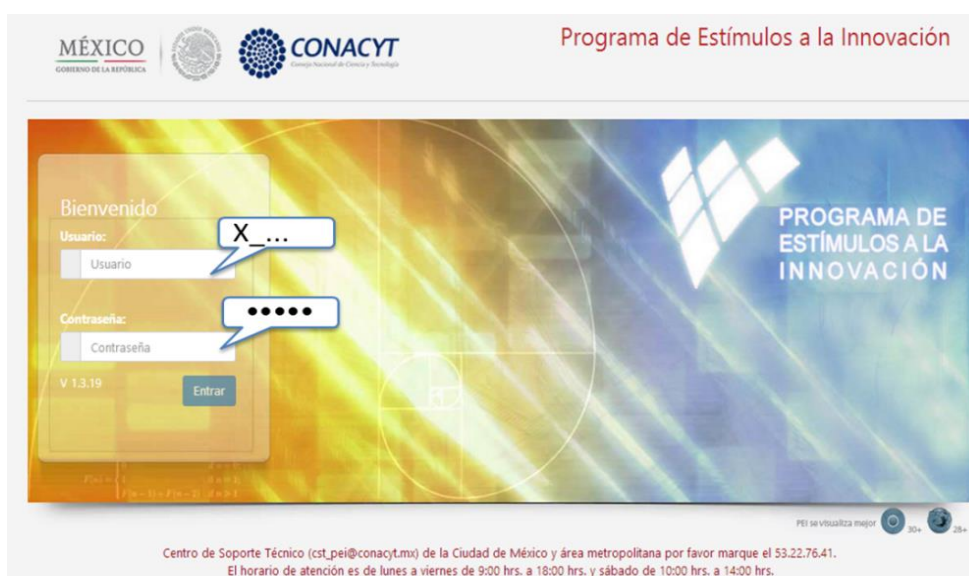 MÉXICO
GOBIERNO DE LA REPÚBLICA
CONACYT
Consejo Nacional de Ciencia y Tecnología
Programa de Estímulos a la Innovación
Bienvenido
Usuario:
X_...
Usuario
Contraseña:
•••••
Contraseña
V 1.3.19
Entrar
PROGRAMA DE
ESTÍMULOS A LA
INNOVACIÓN
PEI se visualiza mejor 30+ 28+
Centro de Soporte Técnico (cst_pei@conacyt.mx) de la Ciudad de México y área metropolitana por favor marque el 53.22.76.41.
El horario de atención es de lunes a viernes de 9:00 hrs. a 18:00 hrs. y sábado de 10:00 hrs. a 14:00 hrs.